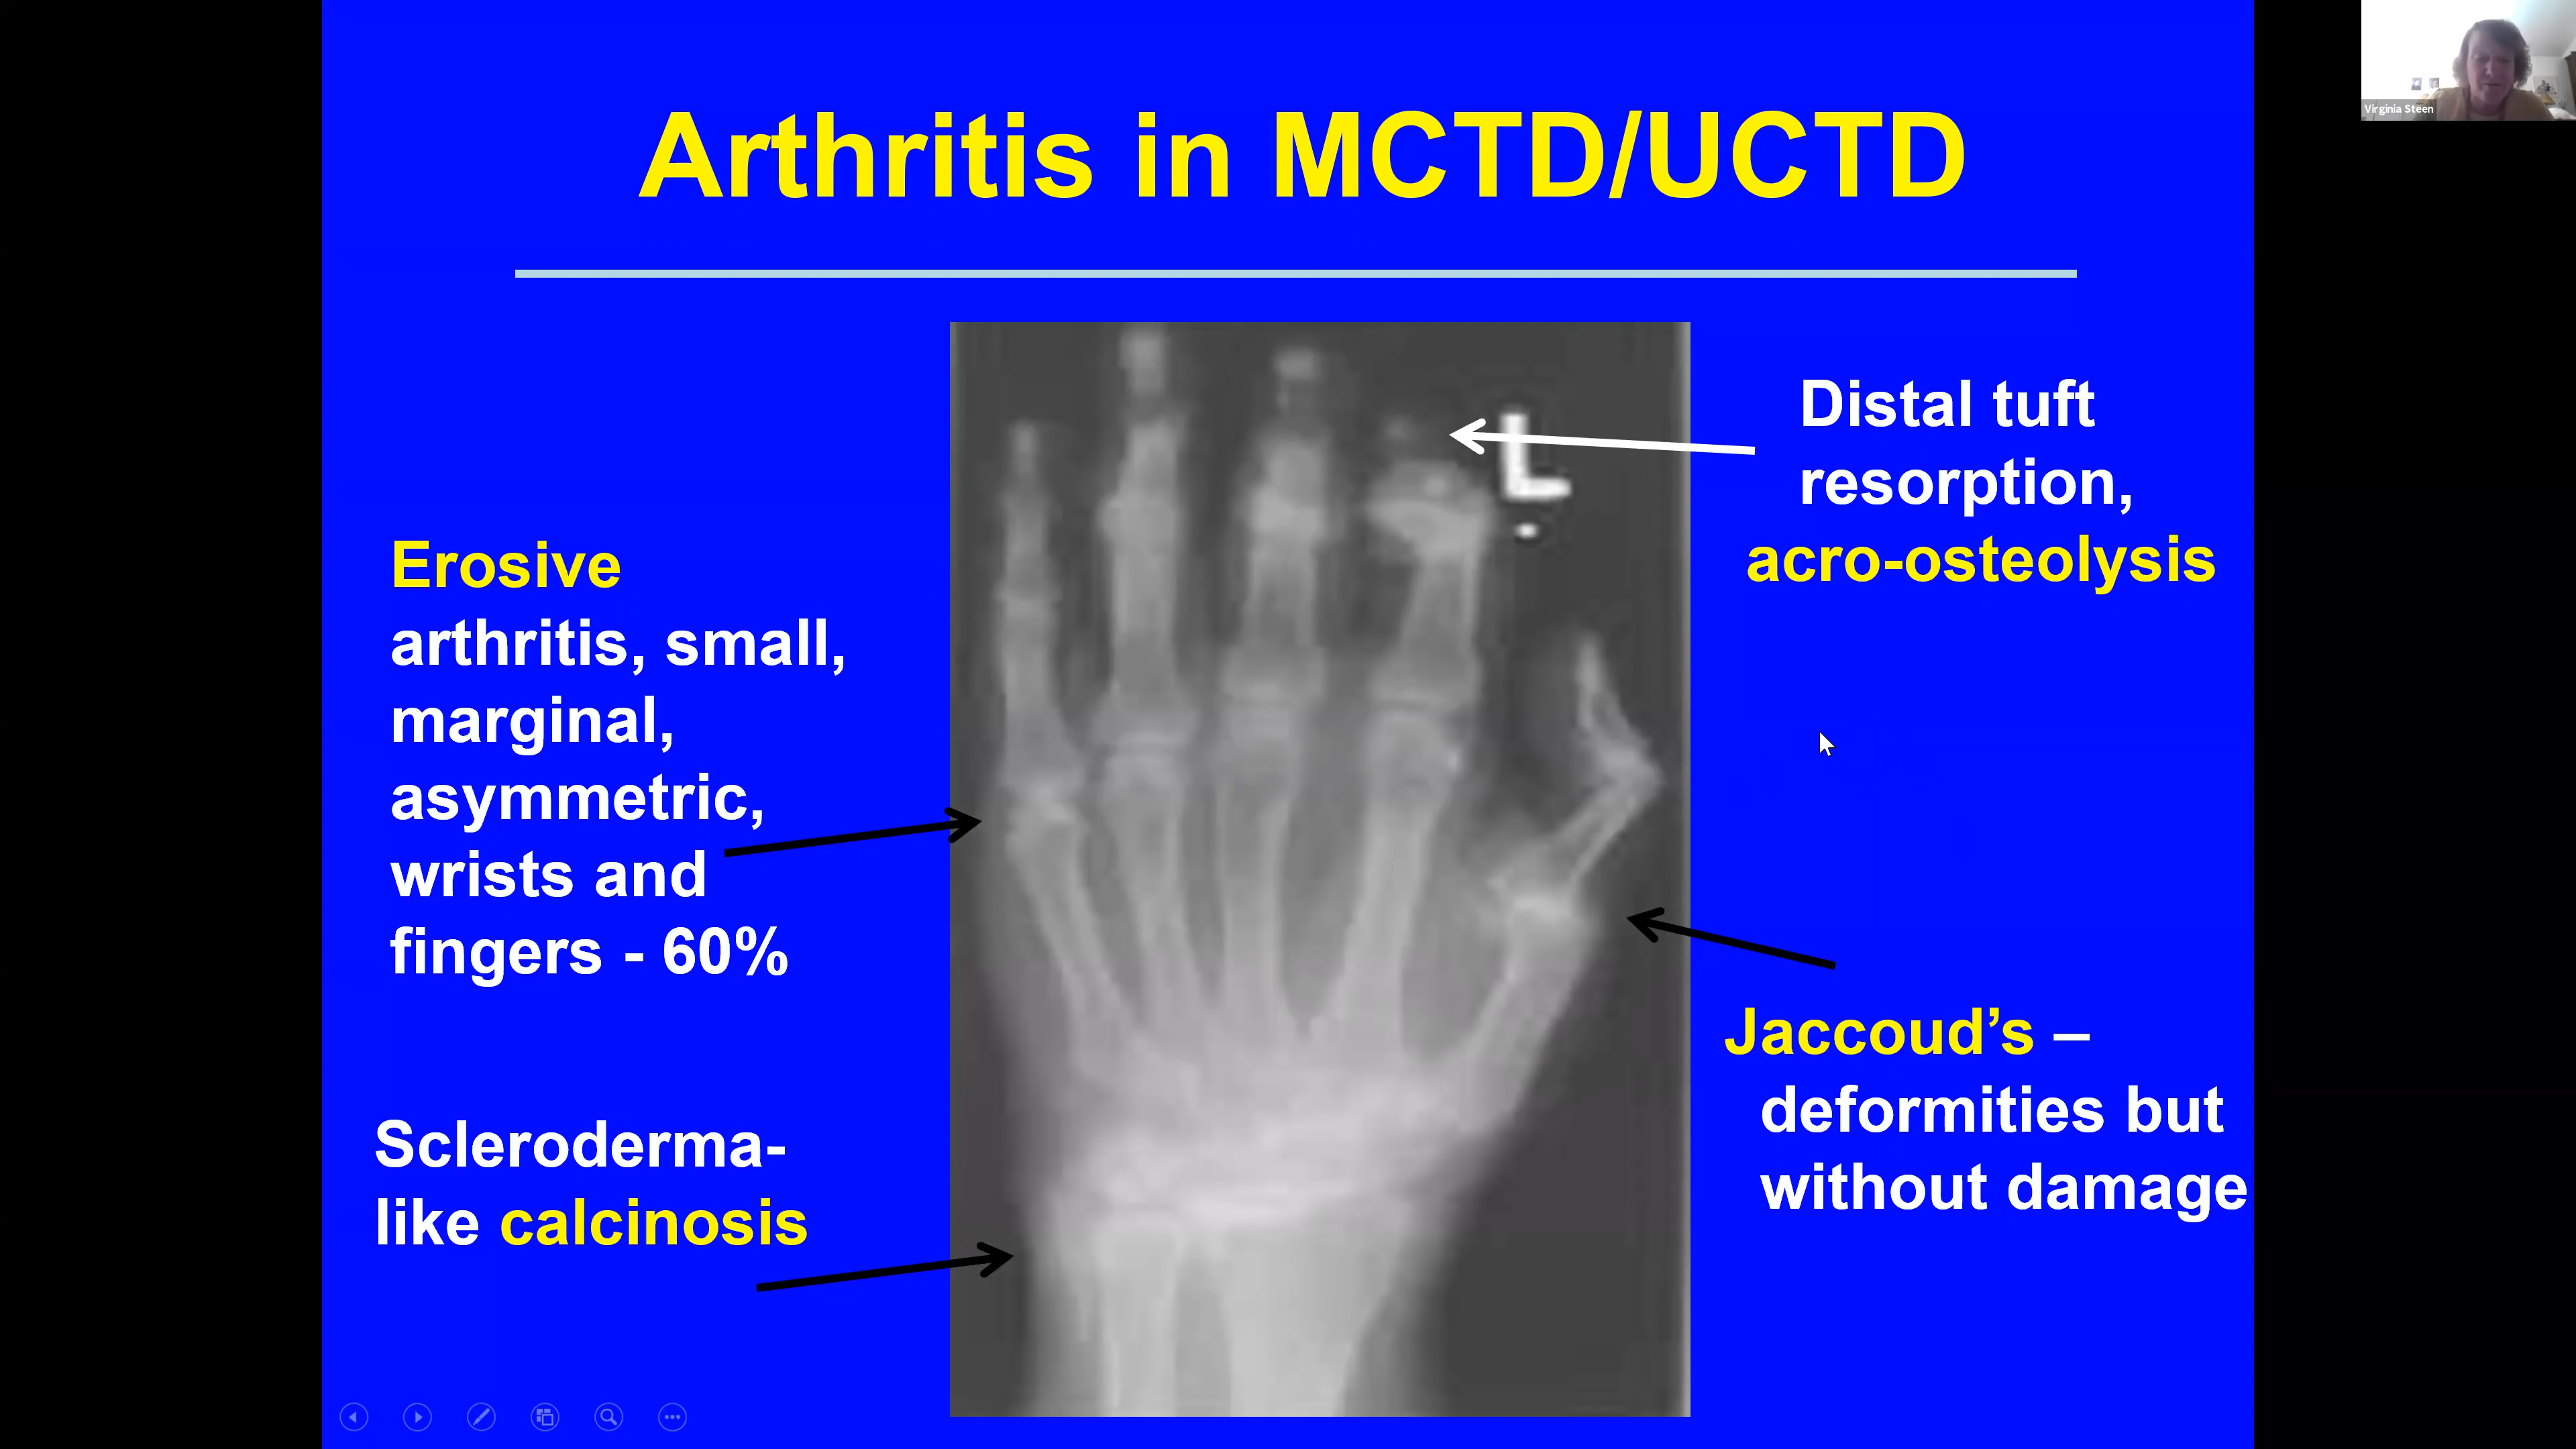 Virginia Steen
Arthritis in MCTD/UCTD
Distal tuft
resorption,
acro-osteolysis
L
Erosive
arthritis, small,
marginal,
asymmetric,
wrists and
fingers - 60%
Jaccoud’s –
deformities but
without damage
Scleroderma-
like calcinosis